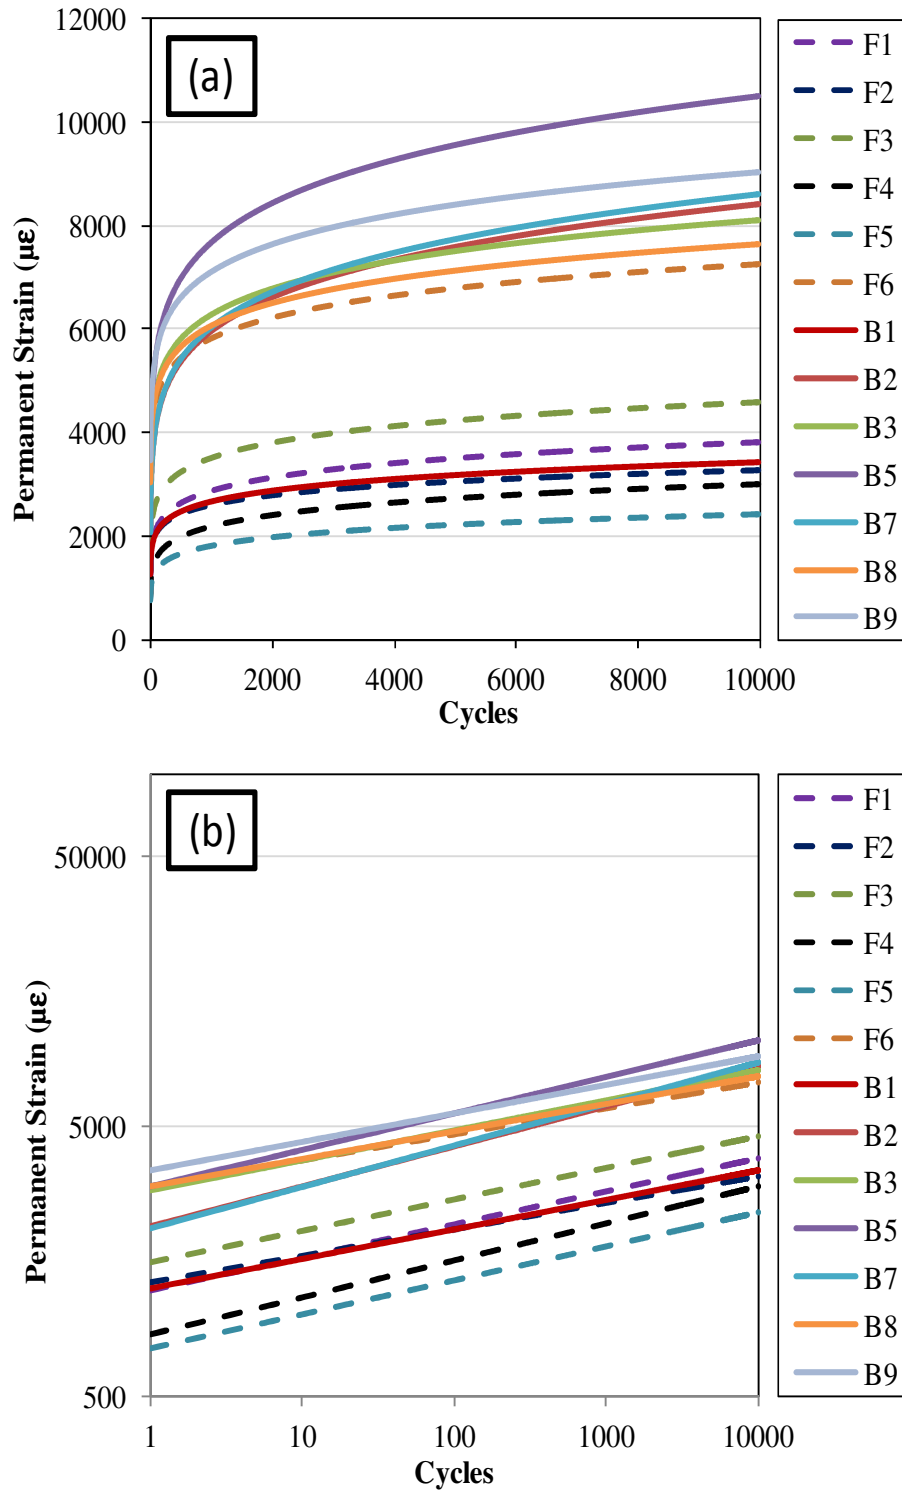 (a)
12000
10000
8000
6000
4000
2000
0
Permanent Strain (με)
0 2000 4000 6000 8000 10000
Cycles
F1
F2
F3
F4
F5
F6
B1
B2
B3
B5
B7
B8
B9
(b)
50000
5000
500
Permanent Strain (με)
1 10 100 1000 10000
Cycles
F1
F2
F3
F4
F5
F6
B1
B2
B3
B5
B7
B8
B9